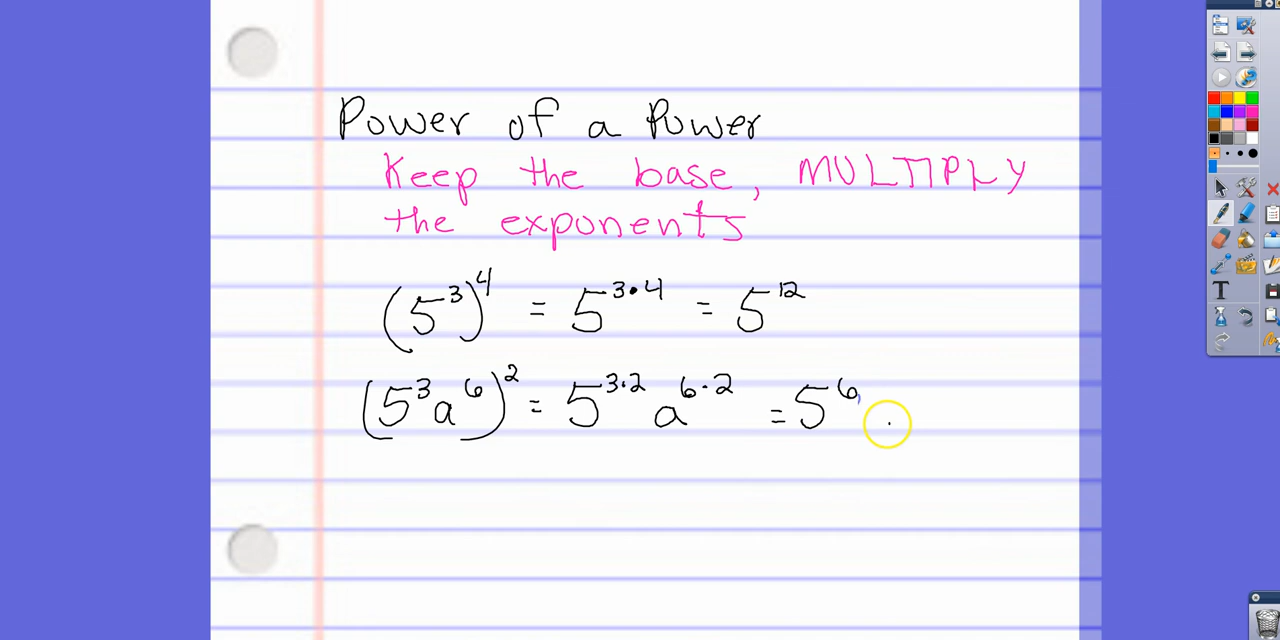 Power of a Power
Keep the base, MULTIPLY
the exponents
(5³)⁴ = 5³·⁴ = 5¹²
(5³a⁶)² = 5³·² a⁶·² = 5⁶